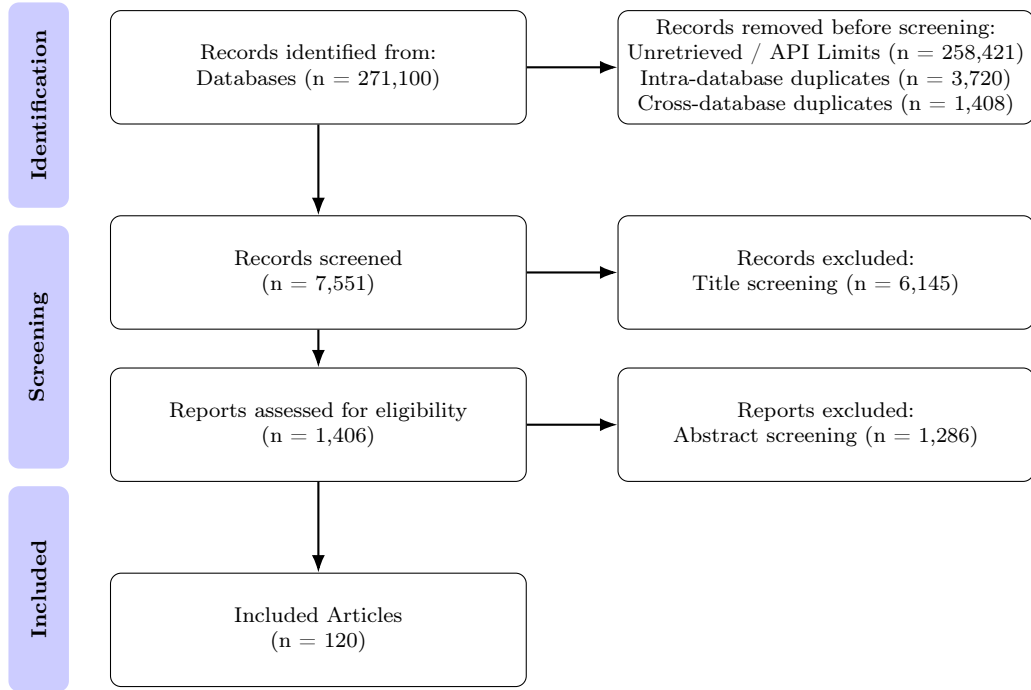 Identification
Records identified from:
Databases (n = 271,100)
Records removed before screening:
Unretrieved / API Limits (n = 258,421)
Intra-database duplicates (n = 3,720)
Cross-database duplicates (n = 1,408)
Screening
Records screened
(n = 7,551)
Records excluded:
Title screening (n = 6,145)
Reports assessed for eligibility
(n = 1,406)
Reports excluded:
Abstract screening (n = 1,286)
Included
Included Articles
(n = 120)